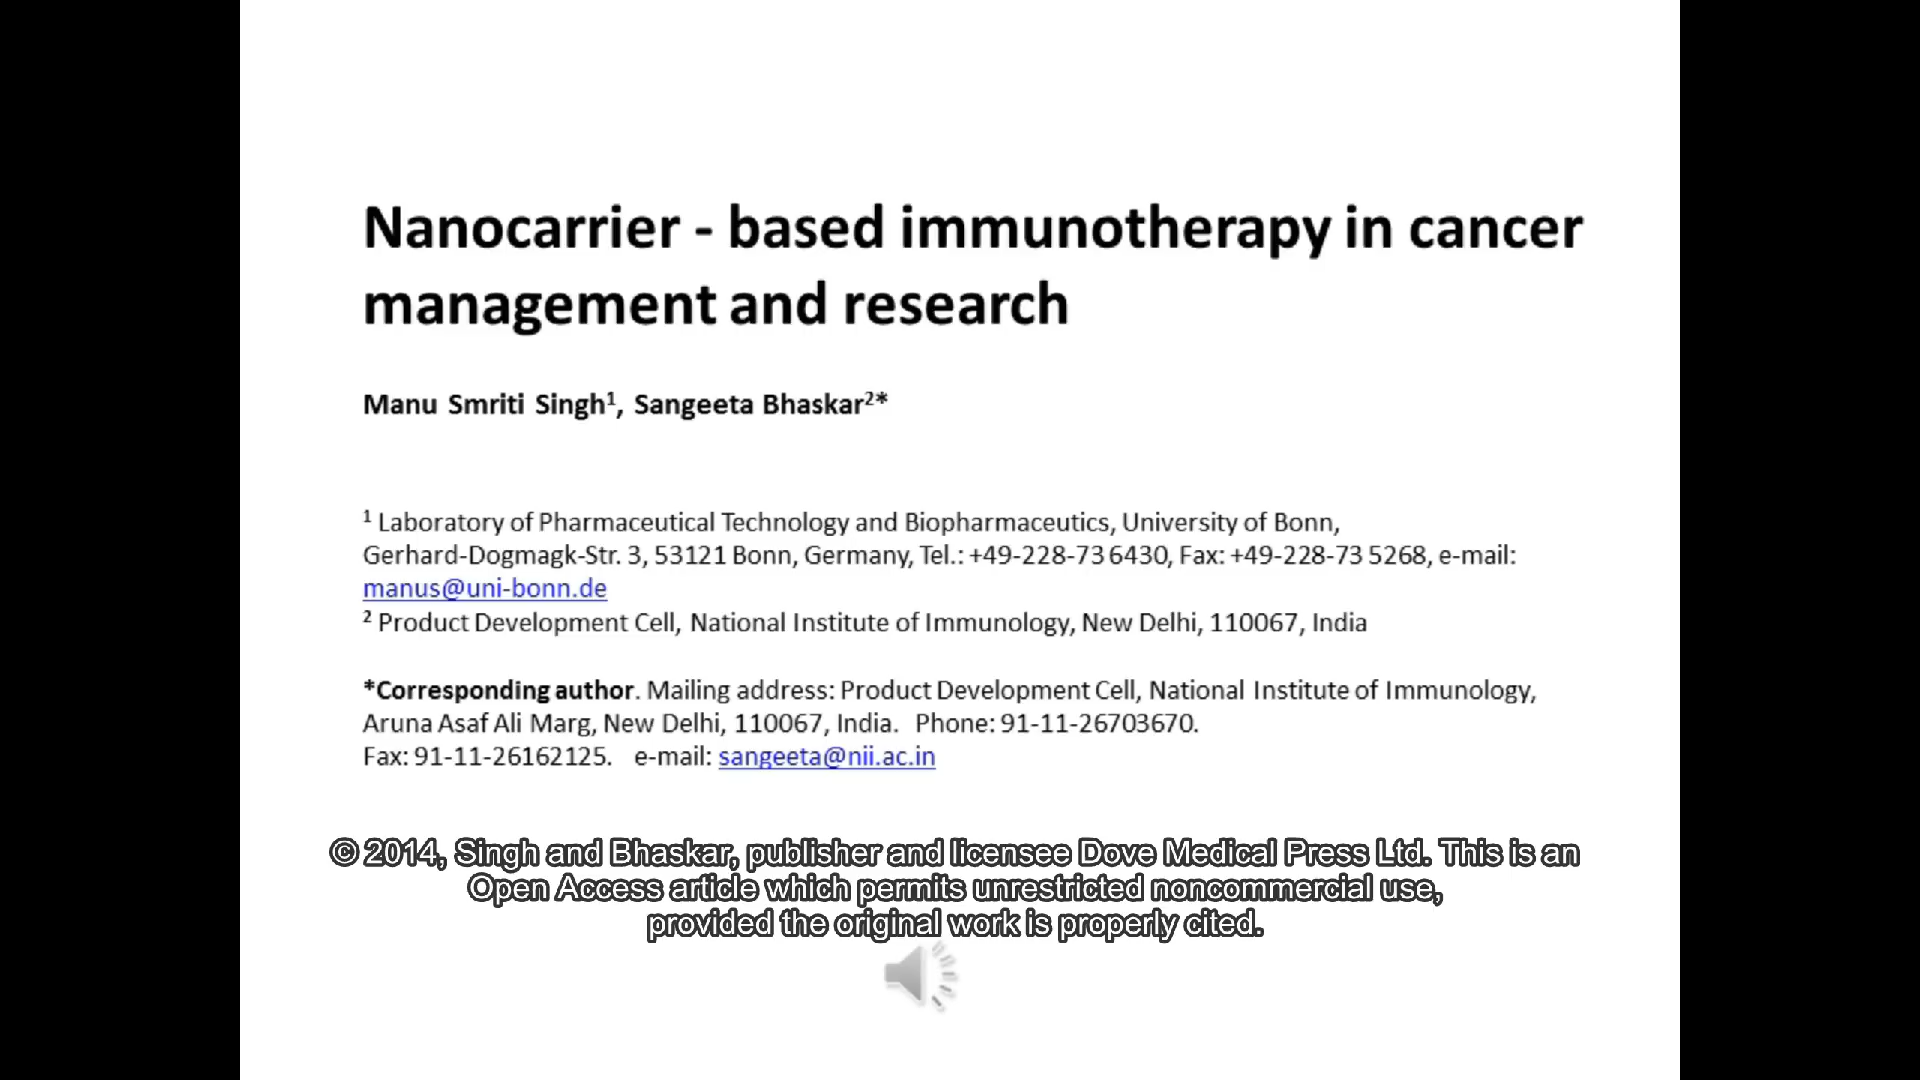 Nanocarrier - based immunotherapy in cancer
management and research
Manu Smriti Singh¹, Sangeeta Bhaskar²*
¹ Laboratory of Pharmaceutical Technology and Biopharmaceutics, University of Bonn,
Gerhard-Dogmagk-Str. 3, 53121 Bonn, Germany, Tel.: +49-228-73 6430, Fax: +49-228-73 5268, e-mail:
manus@uni-bonn.de
² Product Development Cell, National Institute of Immunology, New Delhi, 110067, India
*Corresponding author. Mailing address: Product Development Cell, National Institute of Immunology,
Aruna Asaf Ali Marg, New Delhi, 110067, India. Phone: 91-11-26703670.
Fax: 91-11-26162125. e-mail: sangeeta@nii.ac.in
© 2014, Singh and Bhaskar, publisher and licensee Dove Medical Press Ltd. This is an
Open Access article which permits unrestricted noncommercial use,
provided the original work is properly cited.